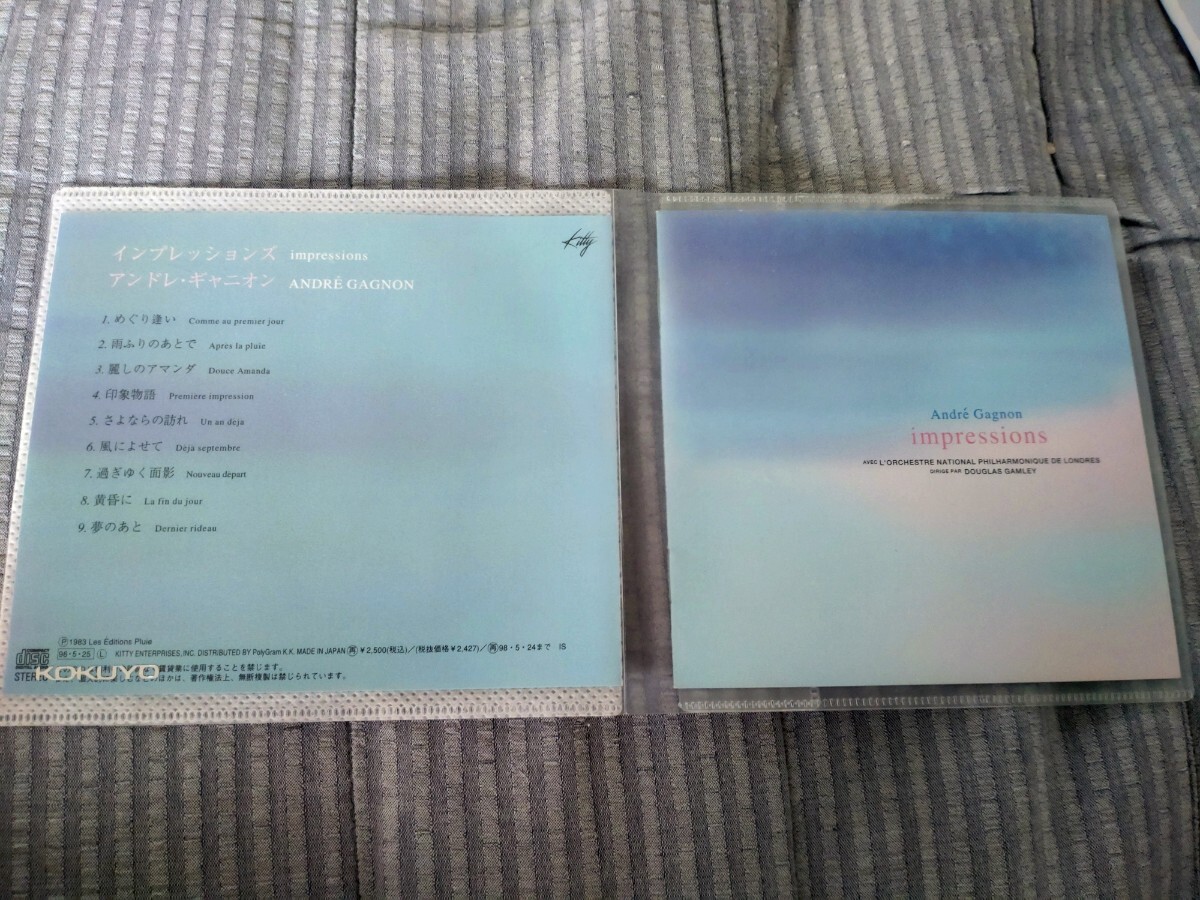 インプレッションズ impressions
アンドレ・ギャニオン ANDRÉ GAGNON
Kitty
1. めぐり逢い Comme au premier jour
2. 雨ふりのあとで Après la pluie
3. 麗しのアマンダ Douce Amanda
4. 印象物語 Première impression
5. さよならの訪れ Un an déja
6. 風によせて Déja septembre
7. 過ぎゆく面影 Nouveau départ
8. 黄昏に La fin du jour
9. 夢のあと Dernier rideau
Ⓟ1983 Les Éditions Pluie
96・5・25 Ⓛ KITTY ENTERPRISES, INC. DISTRIBUTED BY PolyGram K.K. MADE IN JAPAN ㊢¥2,500(税込)/(税抜価格¥2,427)/㊢98・5・24まで IS
disc
賃貸業に使用することを禁じます。
KOKUYO
著作権法上、無断複製は禁じられています。
André Gagnon
impressions
AVEC L'ORCHESTRE NATIONAL PHILHARMONIQUE DE LONDRES
DIRIGÉ PAR DOUGLAS GAMLEY